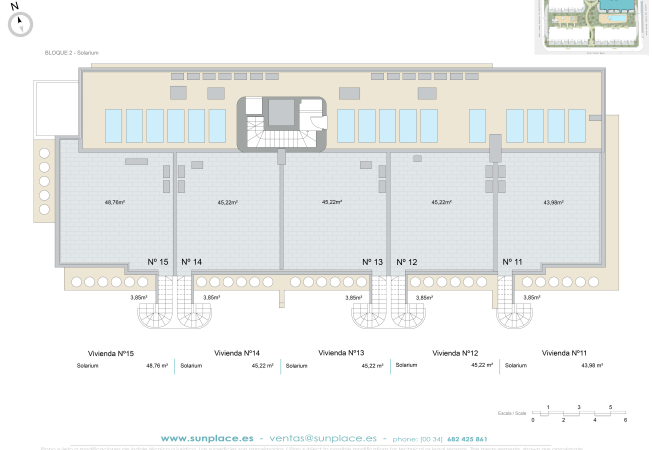 N
BLOQUE 2 - Solarium
48,76m²
45,22m²
45,22m²
45,22m²
43,98m²
Nº 15
Nº 14
Nº 13
Nº 12
Nº 11
3,85m²
3,85m²
3,85m²
3,85m²
3,85m²
Vivienda Nº15
Vivienda Nº14
Vivienda Nº13
Vivienda Nº12
Vivienda Nº11
Solarium 48,76 m²
Solarium 45,22 m²
Solarium 45,22 m²
Solarium 45,22 m²
Solarium 43,98 m²
Escala / Scale
1 3 5
0 2 4 6
www.sunplace.es - ventas@sunplace.es - phone: (00 34) 682 425 861